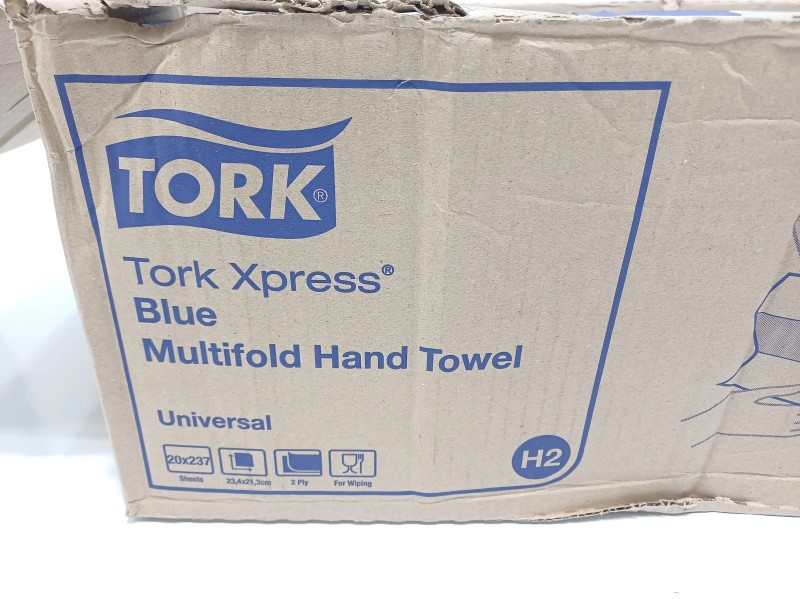 TORK®
Tork Xpress®
Blue
Multifold Hand Towel
Universal
20x237
Sheets
23,4x21,3cm
2 Ply
For Wiping
H2